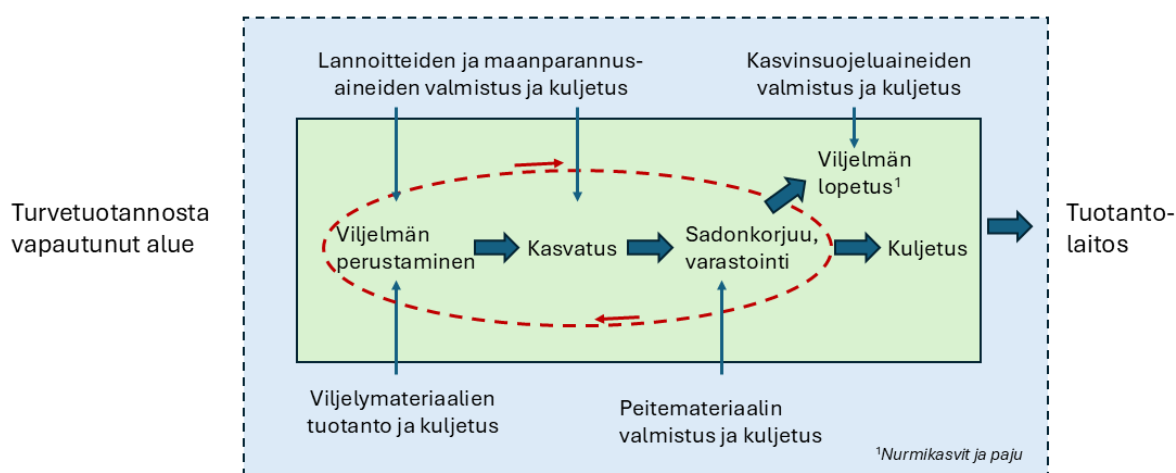 Lannoitteiden ja maanparannus-
aineiden valmistus ja kuljetus
Kasvinsuojeluaineiden
valmistus ja kuljetus
Turvetuotannosta
vapautunut alue
Viljelmän
lopetus¹
Viljelmän
perustaminen
Kasvatus
Sadonkorjuu,
varastointi
Kuljetus
Tuotanto-
laitos
Viljelymateriaalien
tuotanto ja kuljetus
Peitemateriaalin
valmistus ja kuljetus
¹Nurmikasvit ja paju